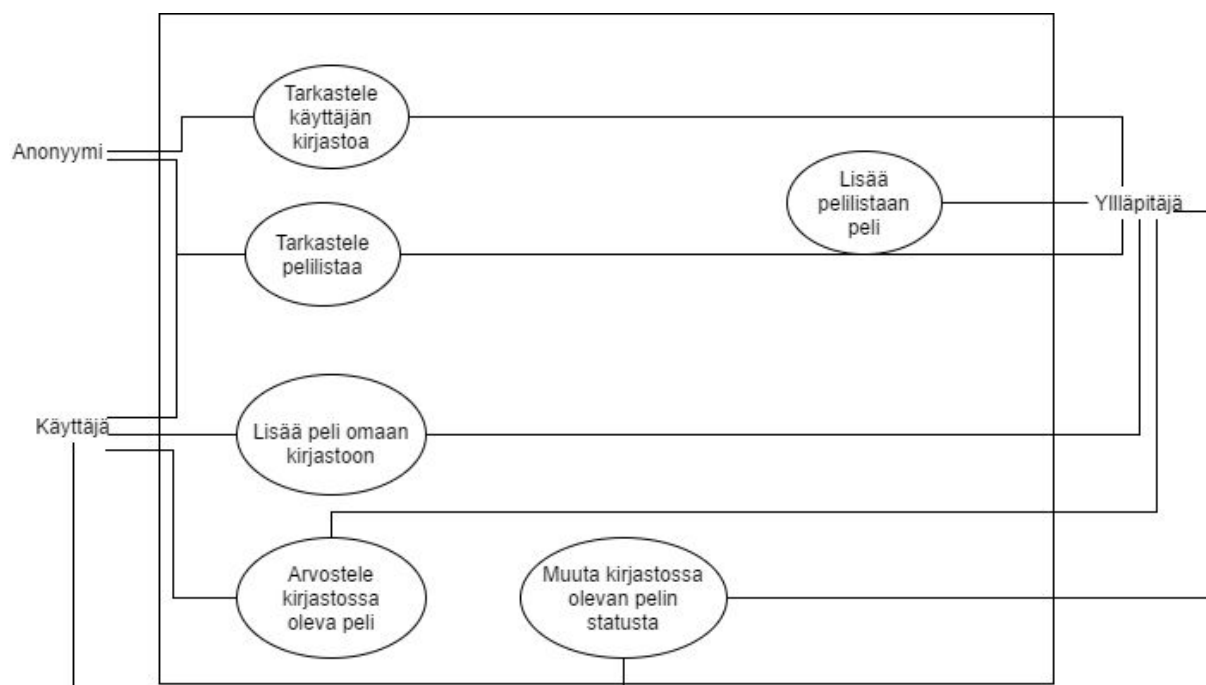 Tarkastele
käyttäjän
kirjastoa
Anonyymi
Lisää
pelilistaan
peli
Yllläpitäjä
Tarkastele
pelilistaa
Käyttäjä
Lisää peli omaan
kirjastoon
Arvostele
kirjastossa
oleva peli
Muuta kirjastossa
olevan pelin
statusta